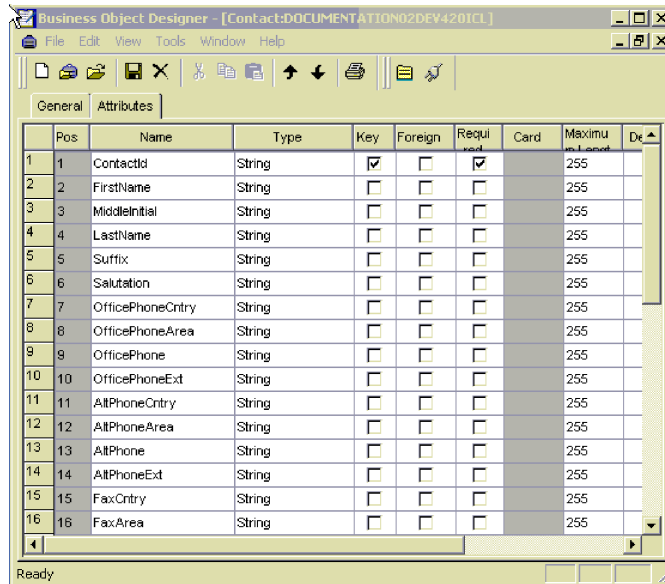 Business Object Designer - [Contact:DOCUMENTATION02DEV420ICL]
File Edit View Tools Window Help
General Attributes
Pos Name Type Key Foreign Requi Card Maximu De
1 1 ContactId String 255
2 2 FirstName String 255
3 3 MiddleInitial String 255
4 4 LastName String 255
5 5 Suffix String 255
6 6 Salutation String 255
7 7 OfficePhoneCntry String 255
8 8 OfficePhoneArea String 255
9 9 OfficePhone String 255
10 10 OfficePhoneExt String 255
11 11 AltPhoneCntry String 255
12 12 AltPhoneArea String 255
13 13 AltPhone String 255
14 14 AltPhoneExt String 255
15 15 FaxCntry String 255
16 16 FaxArea String 255
Ready